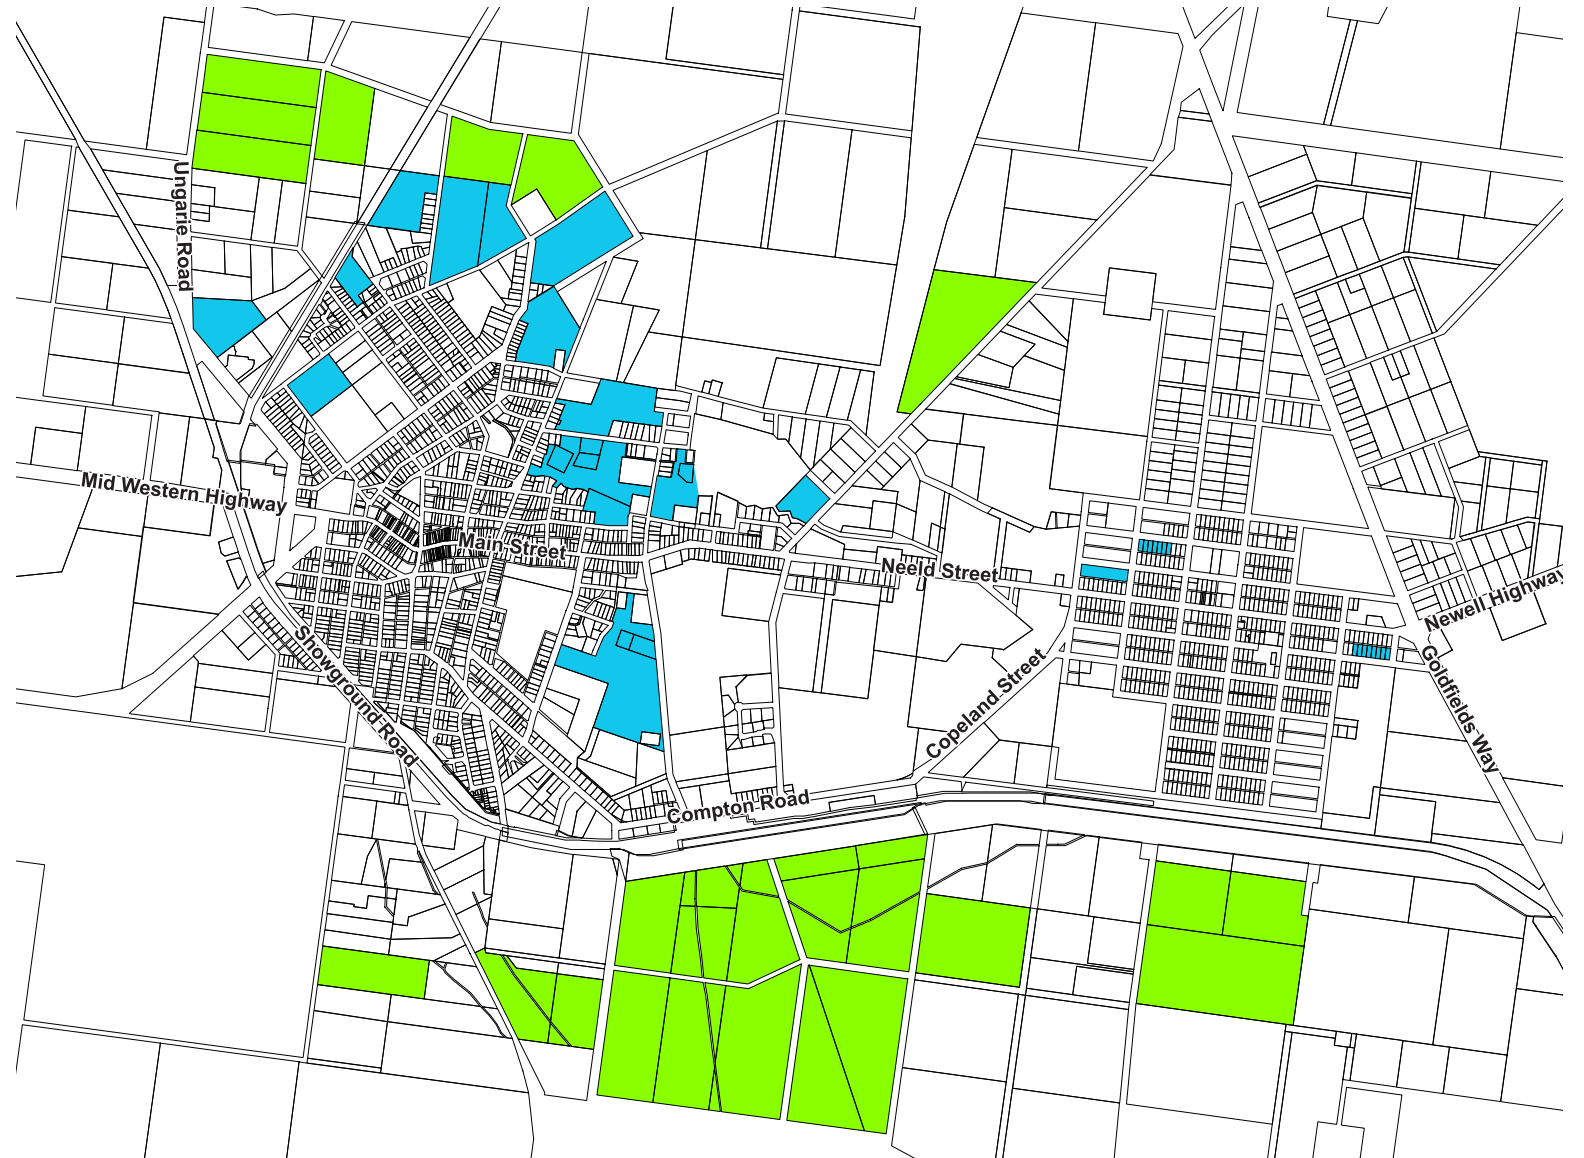 Ungarie Road
Mid Western Highway
Main Street
Neeld Street
Newell Highway
Showground Road
Copeland Street
Goldfields Way
Compton Road